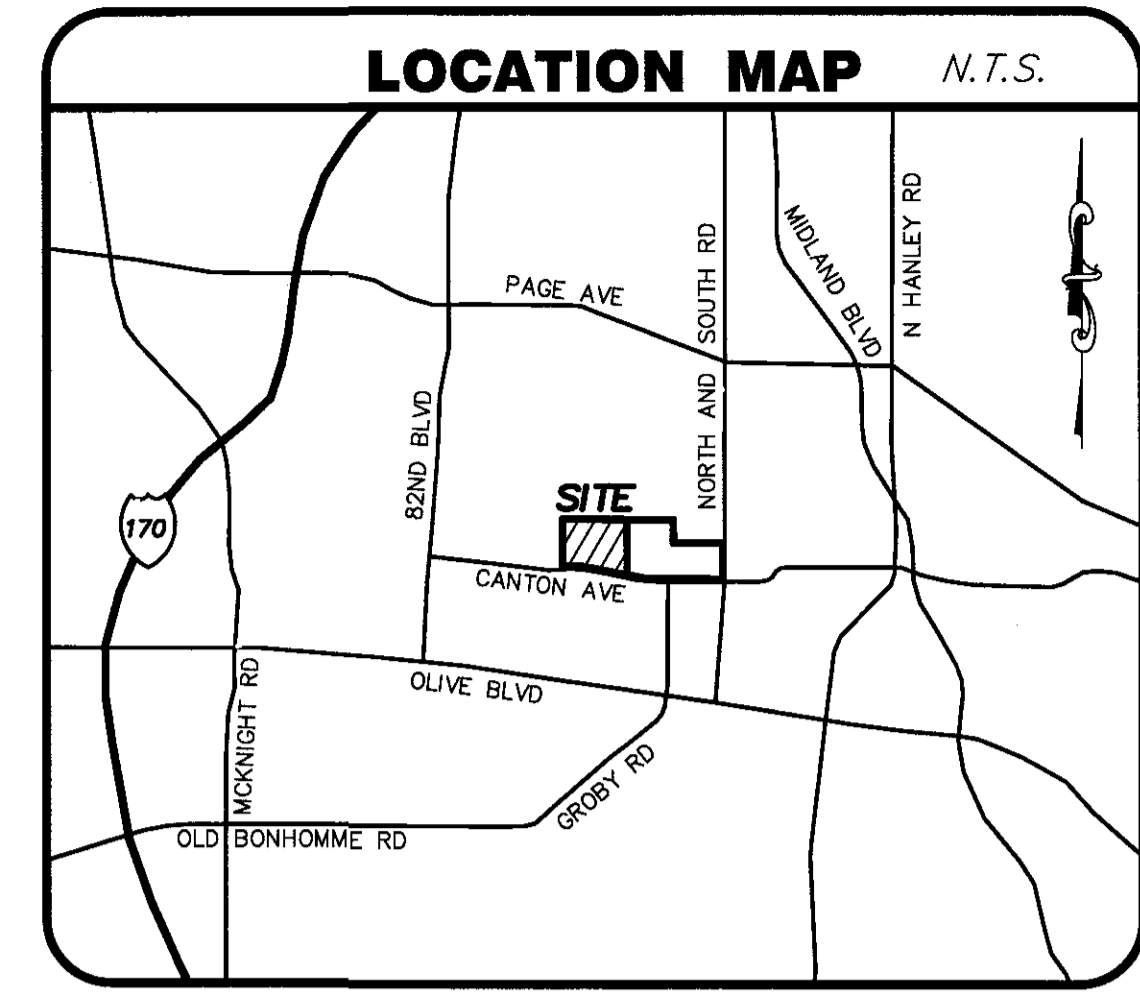 LOCATION MAP N.T.S.
N HANLEY RD
MIDLAND BLVD
NORTH AND SOUTH RD
PAGE AVE
82ND BLVD
SITE
170
CANTON AVE
MCKNIGHT RD
OLIVE BLVD
GROBY RD
OLD BONHOMME RD